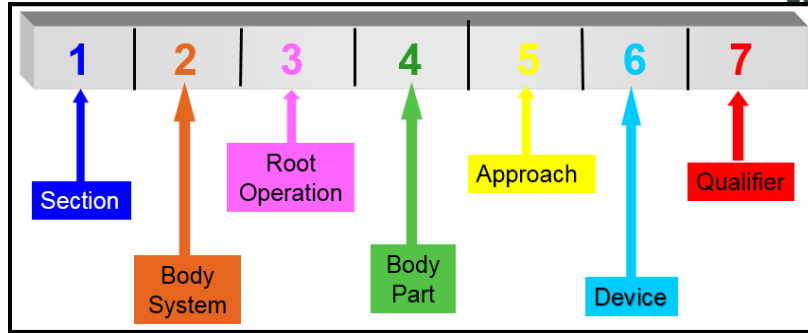 1 2 3 4 5 6 7
Section
Body
System
Root
Operation
Body
Part
Approach
Device
Qualifier